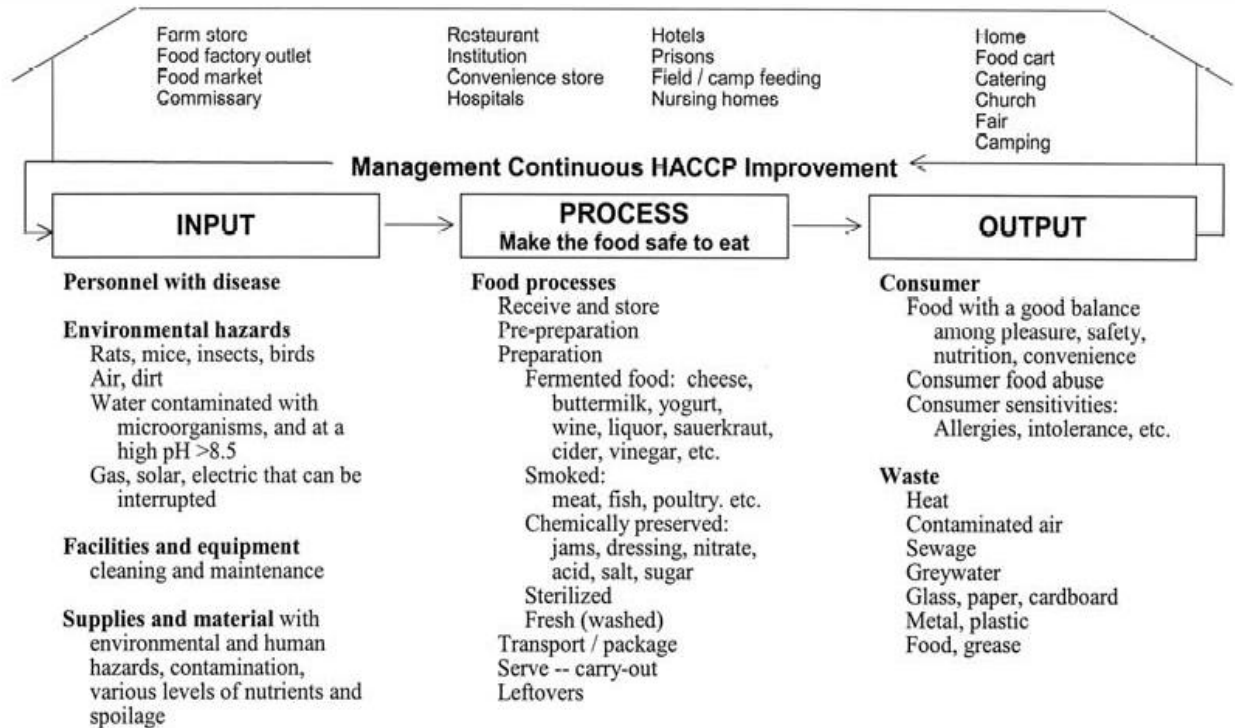 Farm store
Food factory outlet
Food market
Commissary
Restaurant
Institution
Convenience store
Hospitals
Hotels
Prisons
Field / camp feeding
Nursing homes
Home
Food cart
Catering
Church
Fair
Camping
Management Continuous HACCP Improvement
INPUT
PROCESS
Make the food safe to eat
OUTPUT
Personnel with disease
Environmental hazards
Rats, mice, insects, birds
Air, dirt
Water contaminated with
microorganisms, and at a
high pH >8.5
Gas, solar, electric that can be
interrupted
Facilities and equipment
cleaning and maintenance
Supplies and material with
environmental and human
hazards, contamination,
various levels of nutrients and
spoilage
Food processes
Receive and store
Pre-preparation
Preparation
Fermented food: cheese,
buttermilk, yogurt,
wine, liquor, sauerkraut,
cider, vinegar, etc.
Smoked:
meat, fish, poultry. etc.
Chemically preserved:
jams, dressing, nitrate,
acid, salt, sugar
Sterilized
Fresh (washed)
Transport / package
Serve -- carry-out
Leftovers
Consumer
Food with a good balance
among pleasure, safety,
nutrition, convenience
Consumer food abuse
Consumer sensitivities:
Allergies, intolerance, etc.
Waste
Heat
Contaminated air
Sewage
Greywater
Glass, paper, cardboard
Metal, plastic
Food, grease